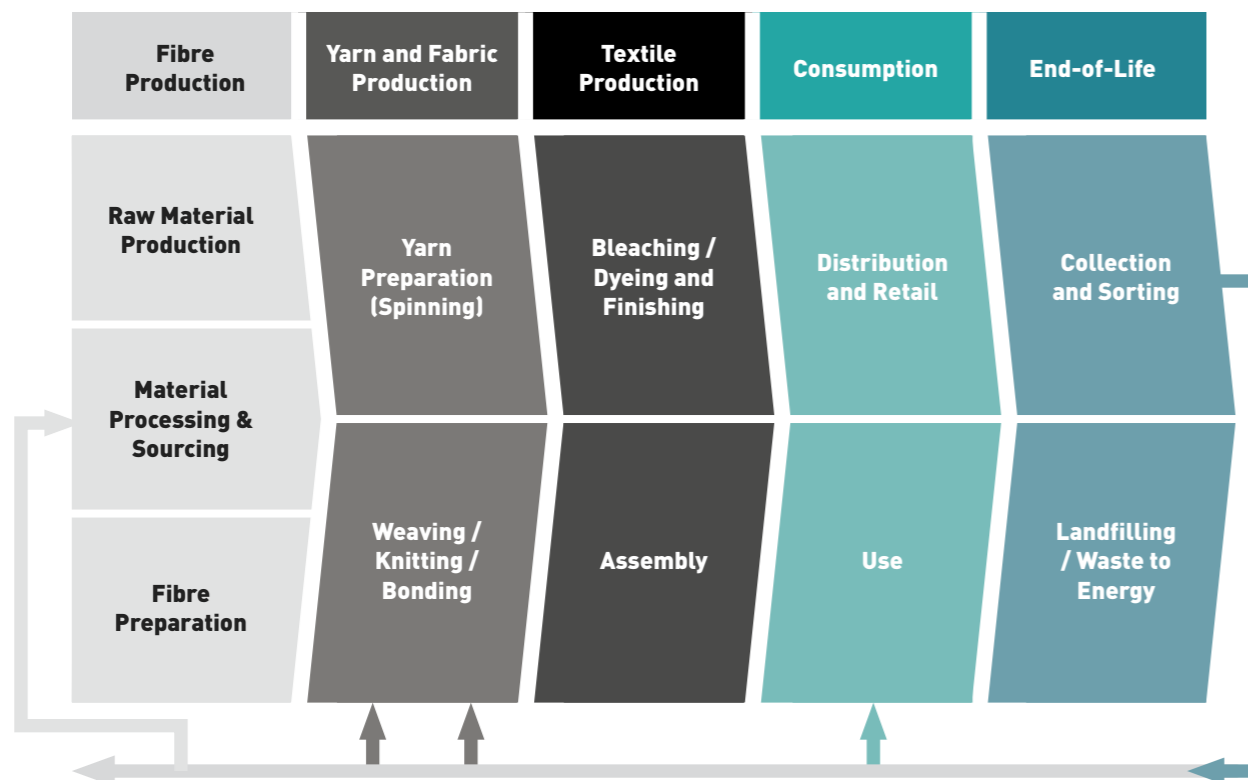 Fibre
Production
Yarn and Fabric
Production
Textile
Production
Consumption
End-of-Life
Raw Material
Production
Material
Processing &
Sourcing
Fibre
Preparation
Yarn
Preparation
(Spinning)
Weaving /
Knitting /
Bonding
Bleaching /
Dyeing and
Finishing
Assembly
Distribution
and Retail
Use
Collection
and Sorting
Landfilling
/ Waste to
Energy